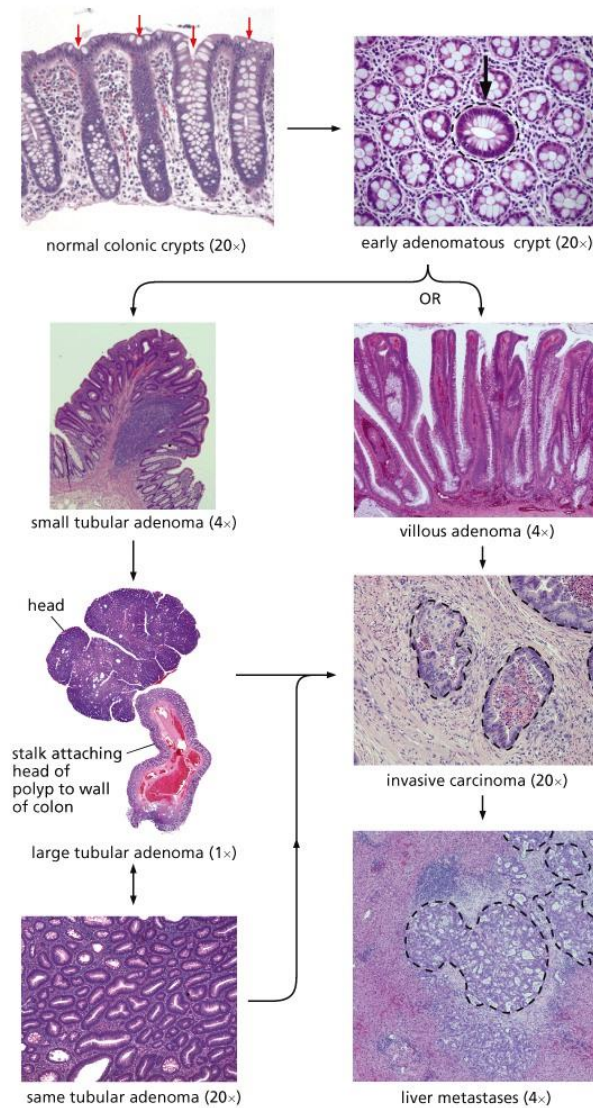 normal colonic crypts (20×)
early adenomatous crypt (20×)
OR
small tubular adenoma (4×)
villous adenoma (4×)
head
stalk attaching
head of
polyp to wall
of colon
large tubular adenoma (1×)
invasive carcinoma (20×)
same tubular adenoma (20×)
liver metastases (4×)